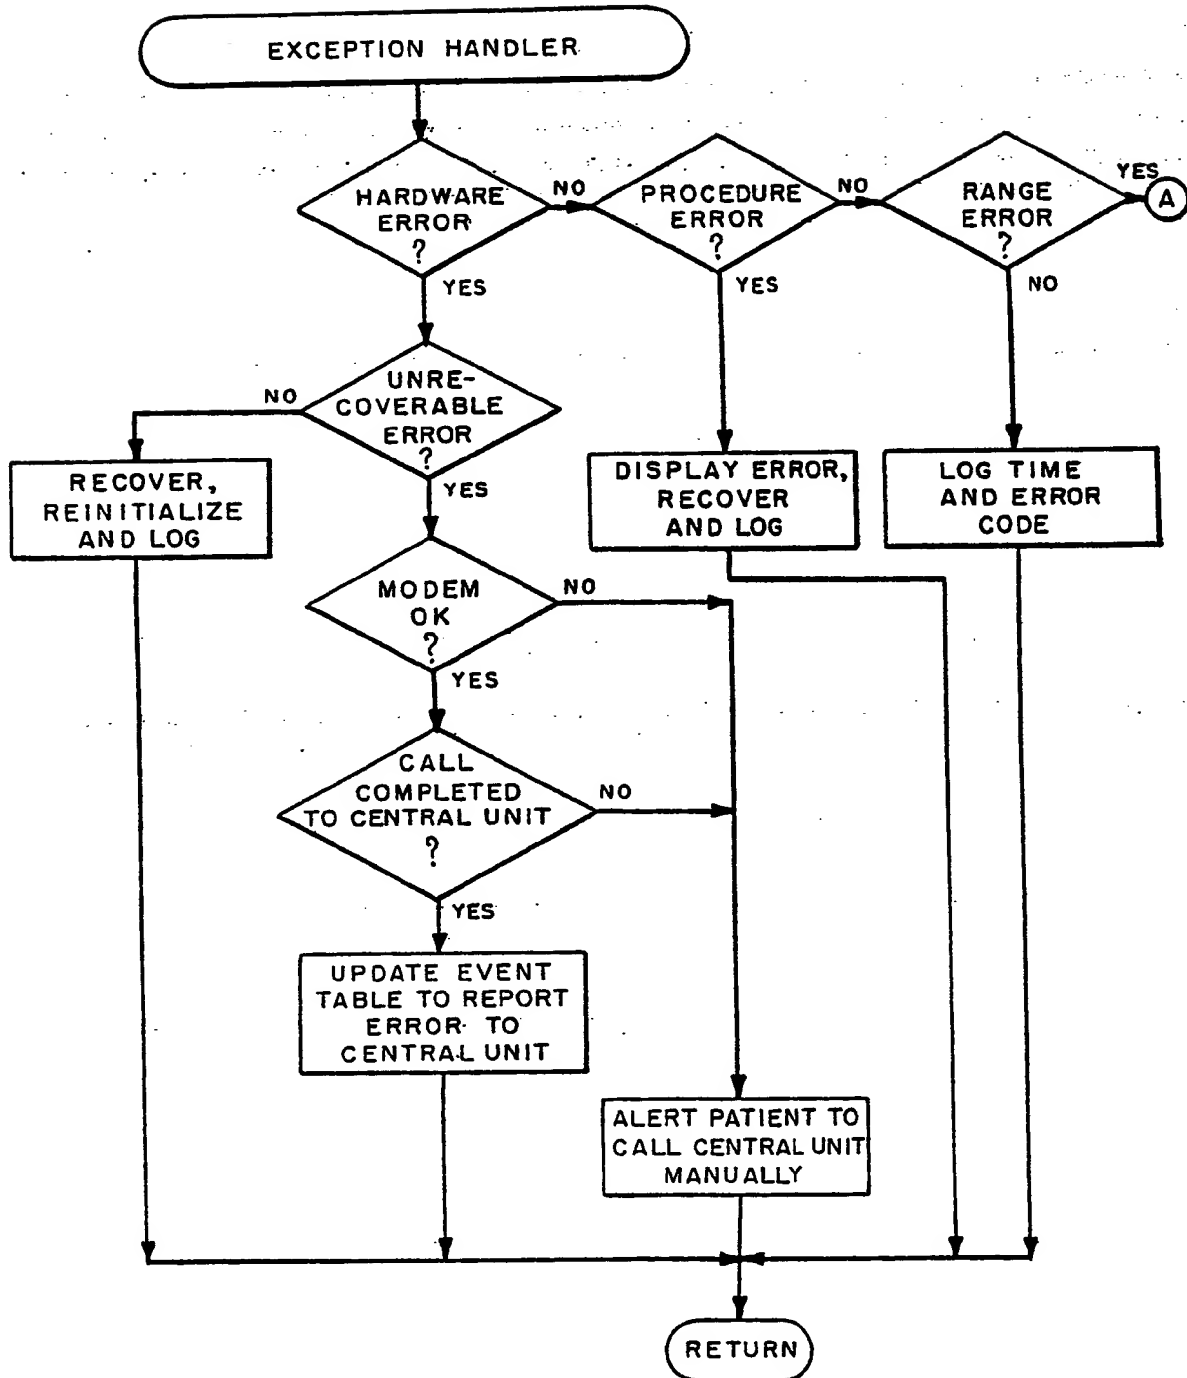 EXCEPTION HANDLER
HARDWARE
ERROR
?
NO
YES
PROCEDURE
ERROR
?
NO
YES
RANGE
ERROR
?
YES
A
NO
UNRE-
COVERABLE
ERROR
?
NO
YES
RECOVER,
REINITIALIZE
AND LOG
DISPLAY ERROR,
RECOVER
AND LOG
LOG TIME
AND ERROR
CODE
MODEM
OK
?
NO
YES
CALL
COMPLETED
TO CENTRAL UNIT
?
NO
YES
UPDATE EVENT
TABLE TO REPORT
ERROR TO
CENTRAL UNIT
ALERT PATIENT TO
CALL CENTRAL UNIT
MANUALLY
RETURN